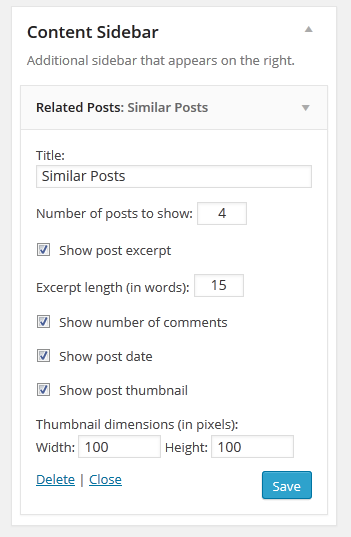 Content Sidebar
Additional sidebar that appears on the right.
Related Posts: Similar Posts
Title:
Similar Posts
Number of posts to show: 4
Show post excerpt
Excerpt length (in words): 15
Show number of comments
Show post date
Show post thumbnail
Thumbnail dimensions (in pixels):
Width: 100 Height: 100
Delete | Close Save